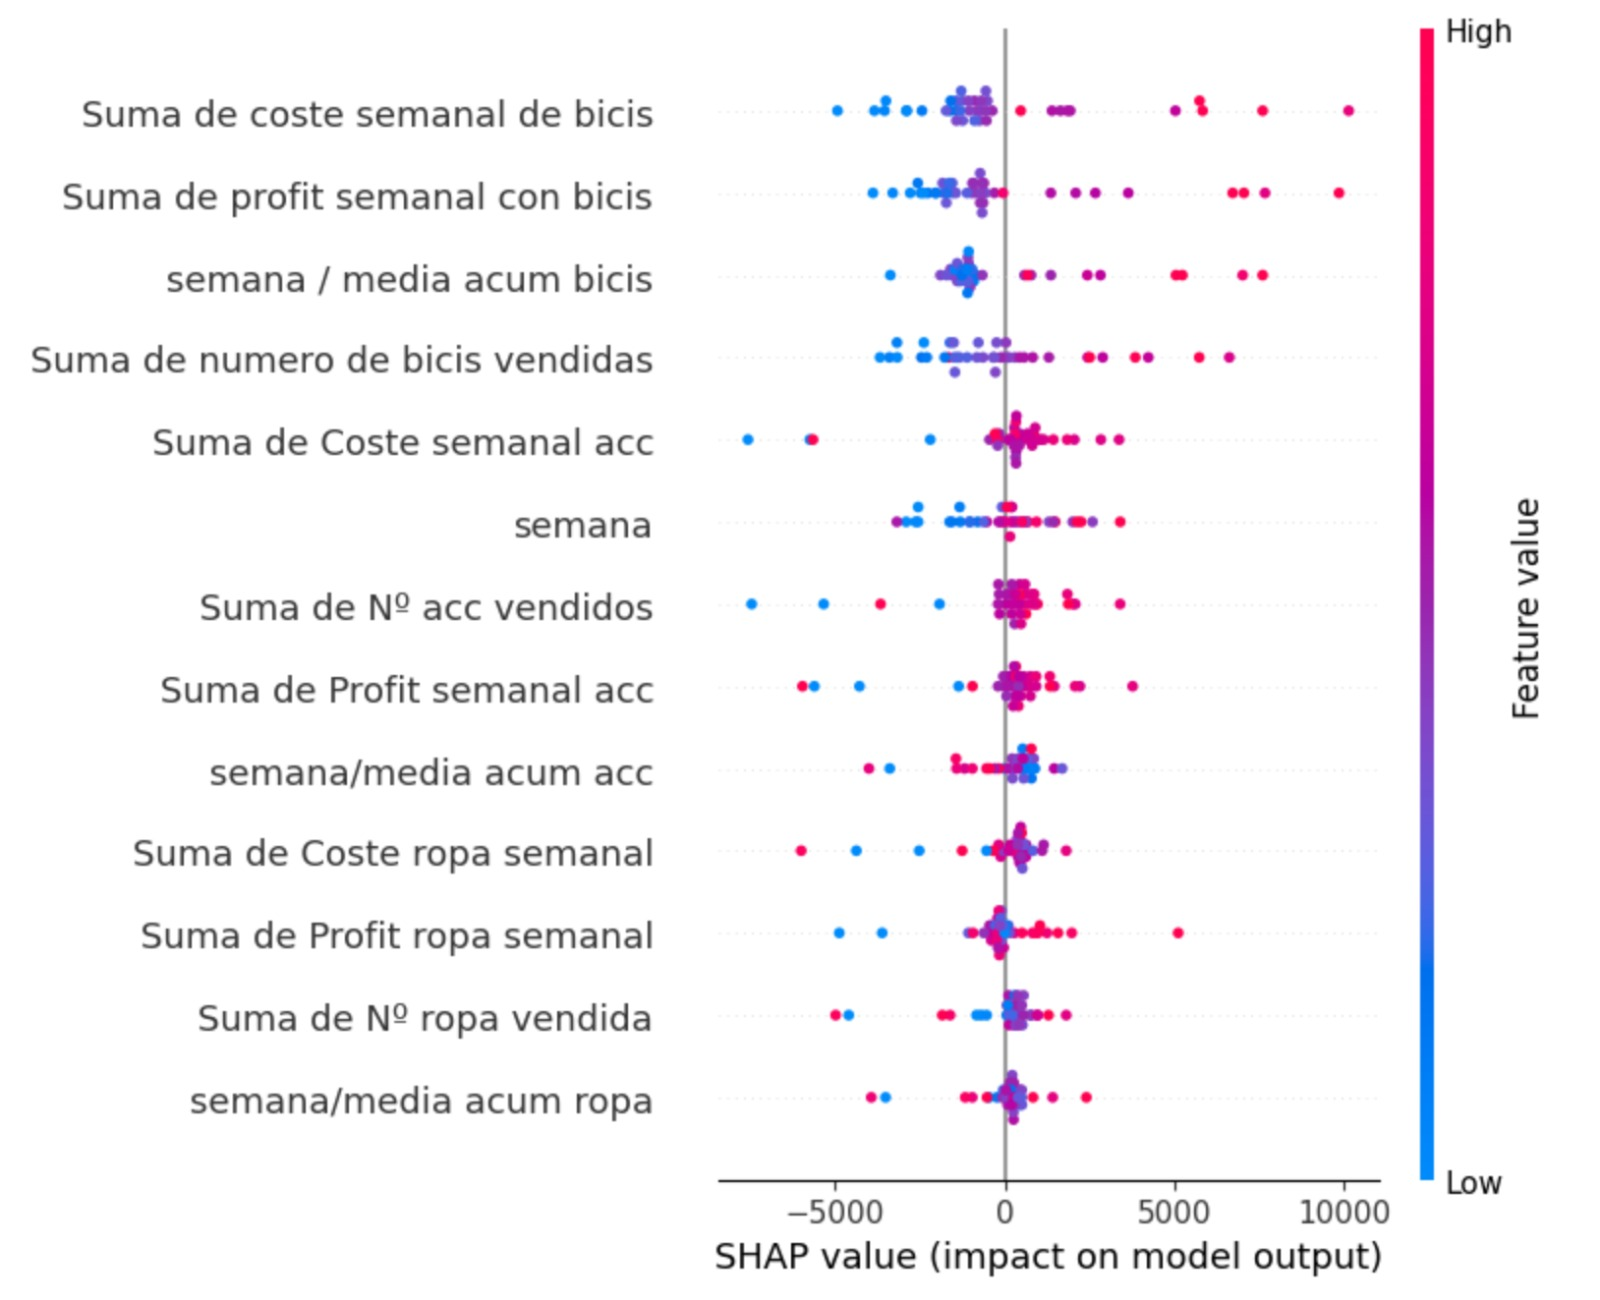 High
Suma de coste semanal de bicis
Suma de profit semanal con bicis
semana / media acum bicis
Suma de numero de bicis vendidas
Suma de Coste semanal acc
semana
Suma de Nº acc vendidos
Suma de Profit semanal acc
semana/media acum acc
Suma de Coste ropa semanal
Suma de Profit ropa semanal
Suma de Nº ropa vendida
semana/media acum ropa
Feature value
Low
−5000 0 5000 10000
SHAP value (impact on model output)